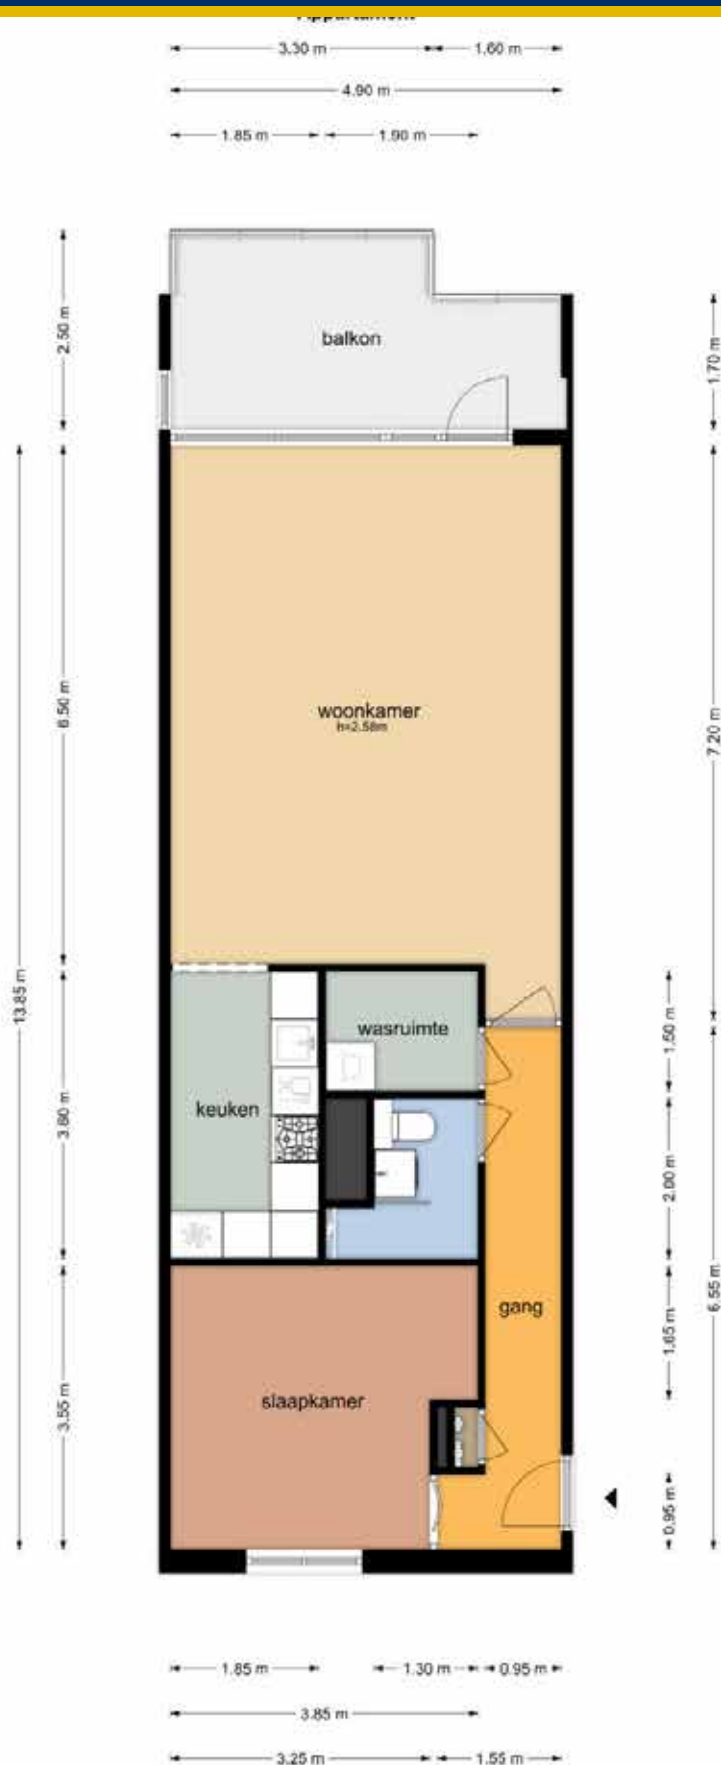 Appartament
3.30 m
1.60 m
4.90 m
1.85 m
1.90 m
2.50 m
1.70 m
balkon
6.50 m
7.20 m
woonkamer
h=2.58m
13.85 m
wasruimte
1.50 m
keuken
3.60 m
2.00 m
gang
6.55 m
1.65 m
slaapkamer
3.55 m
0.95 m
1.85 m
1.30 m
0.95 m
3.85 m
3.25 m
1.55 m